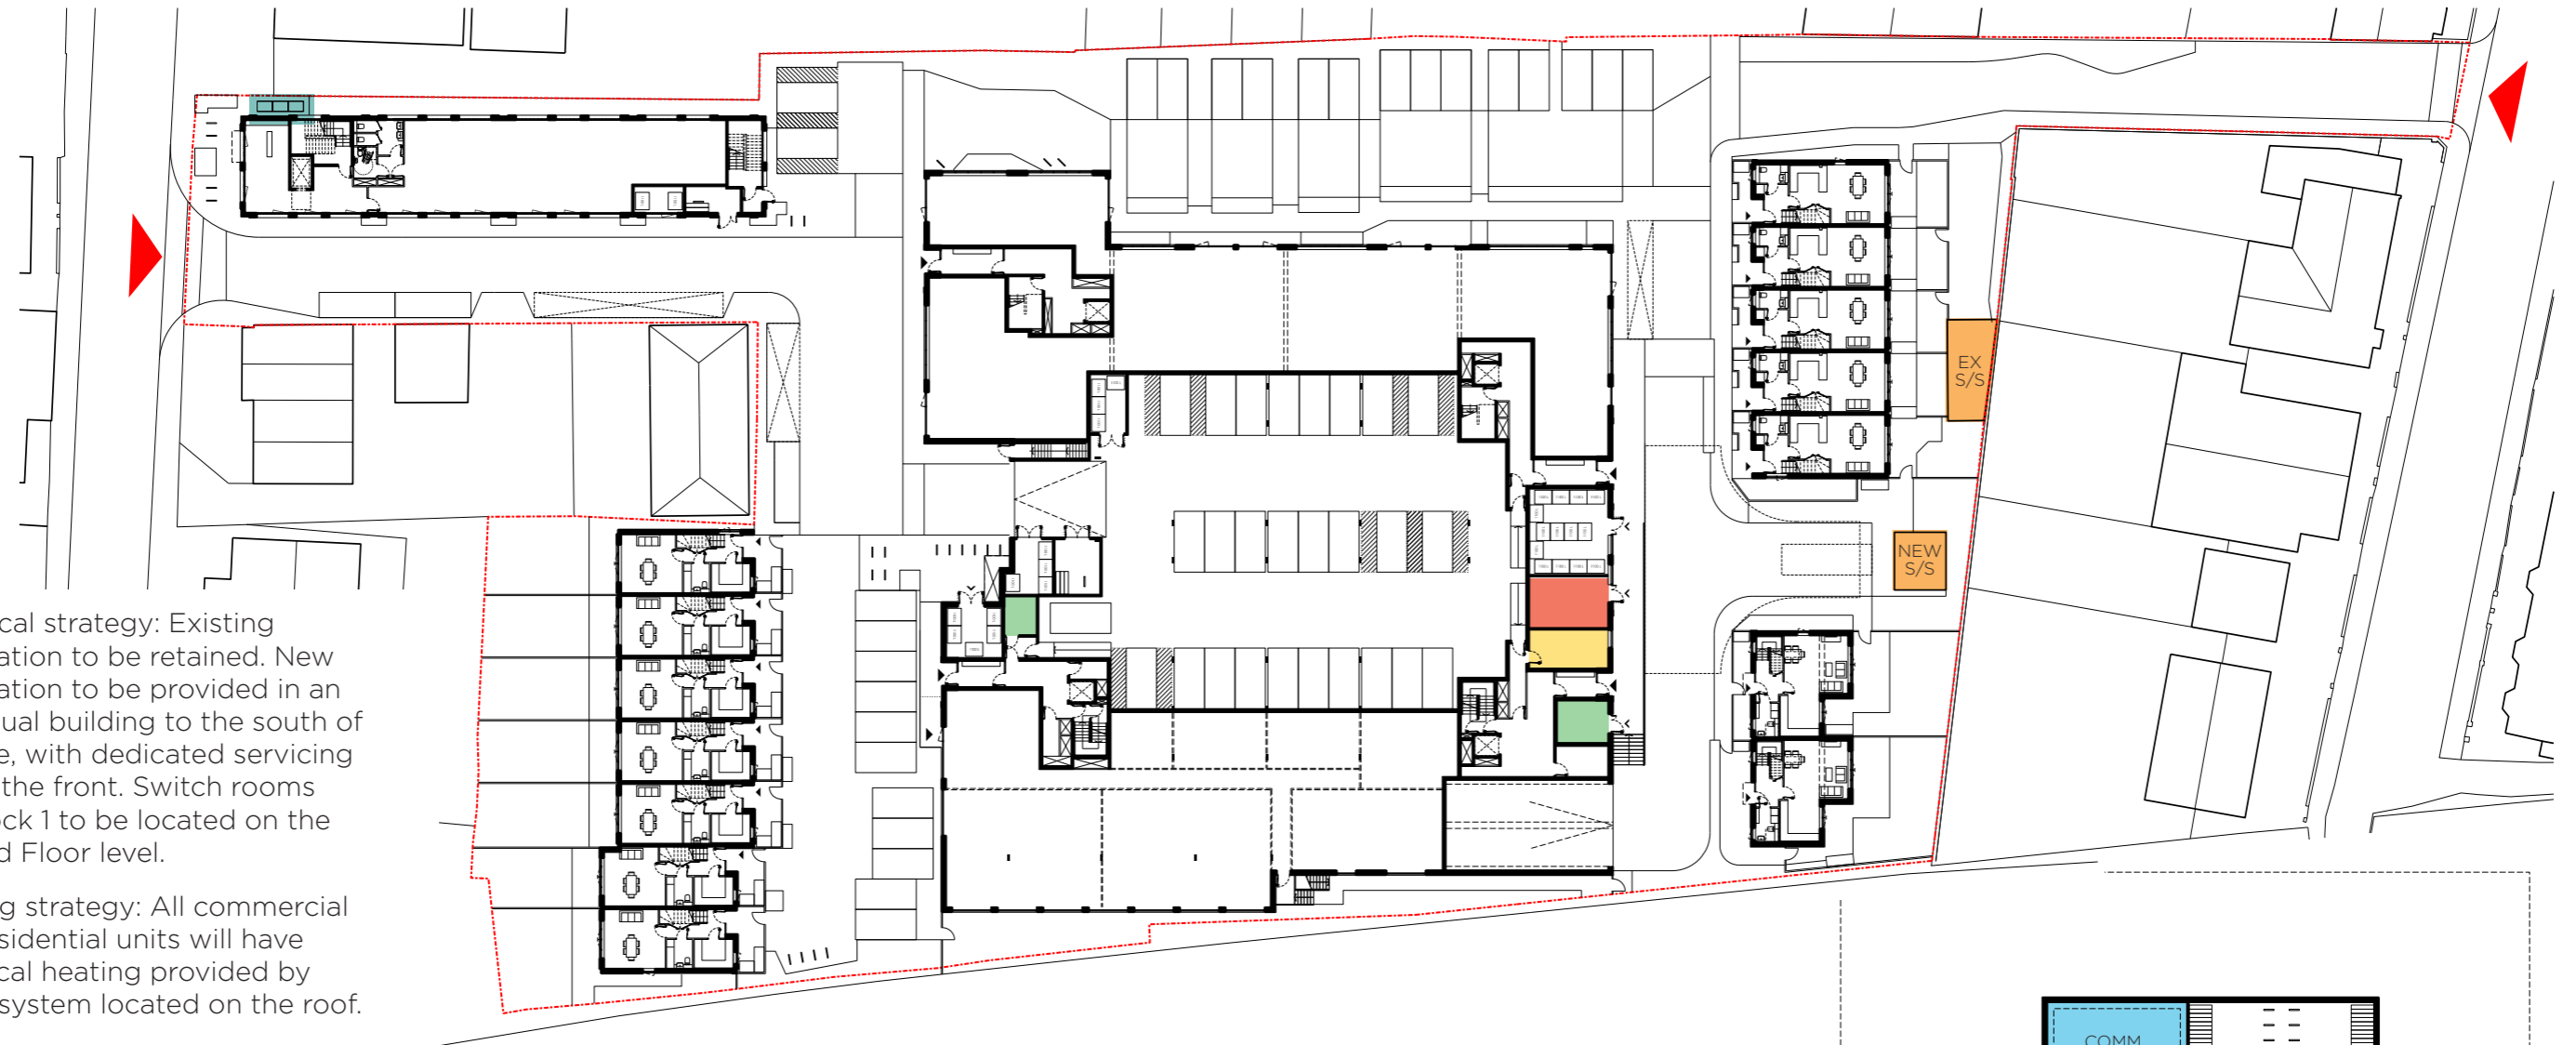 EX
S/S
NEW
S/S
cal strategy: Existing
ation to be retained. New
ation to be provided in an
ual building to the south of
e, with dedicated servicing
the front. Switch rooms
ock 1 to be located on the
d Floor level.
g strategy: All commercial
sidential units will have
cal heating provided by
system located on the roof.
COMM